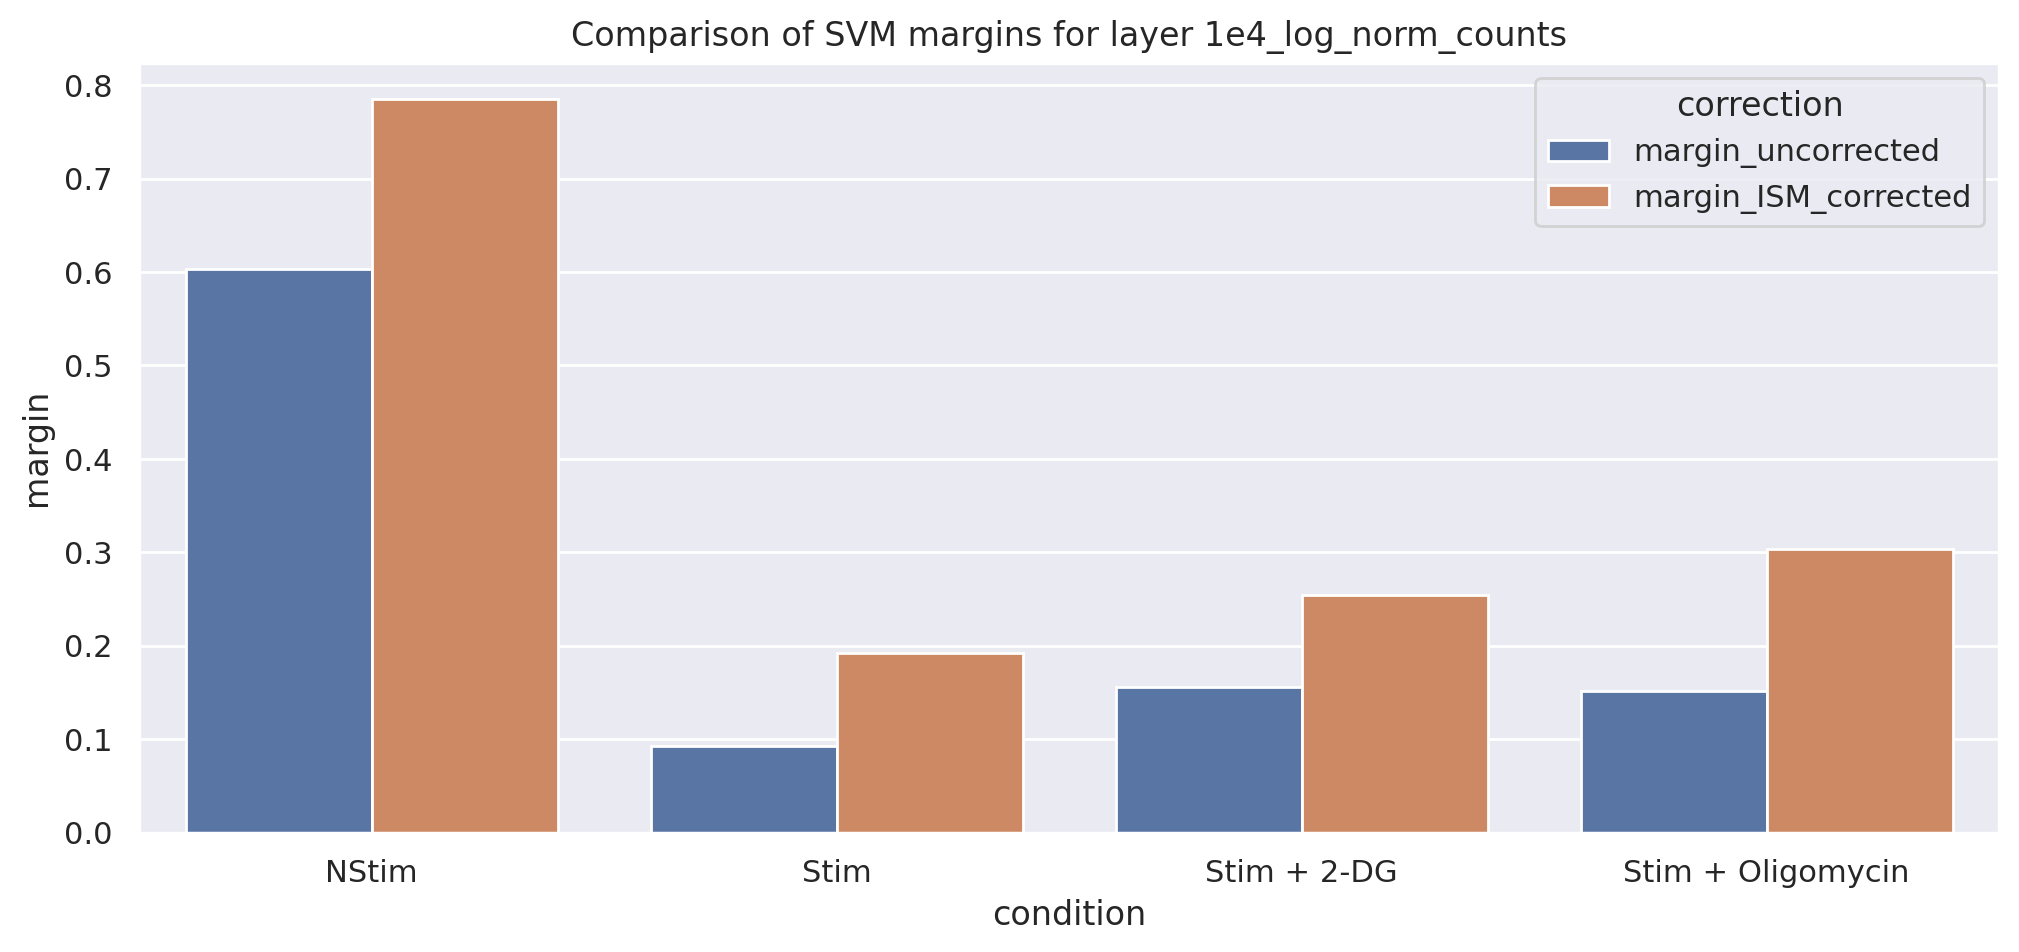 Comparison of SVM margins for layer 1e4_log_norm_counts
correction
margin_uncorrected
margin_ISM_corrected
margin
0.8
0.7
0.6
0.5
0.4
0.3
0.2
0.1
0.0
NStim
Stim
Stim + 2-DG
Stim + Oligomycin
condition